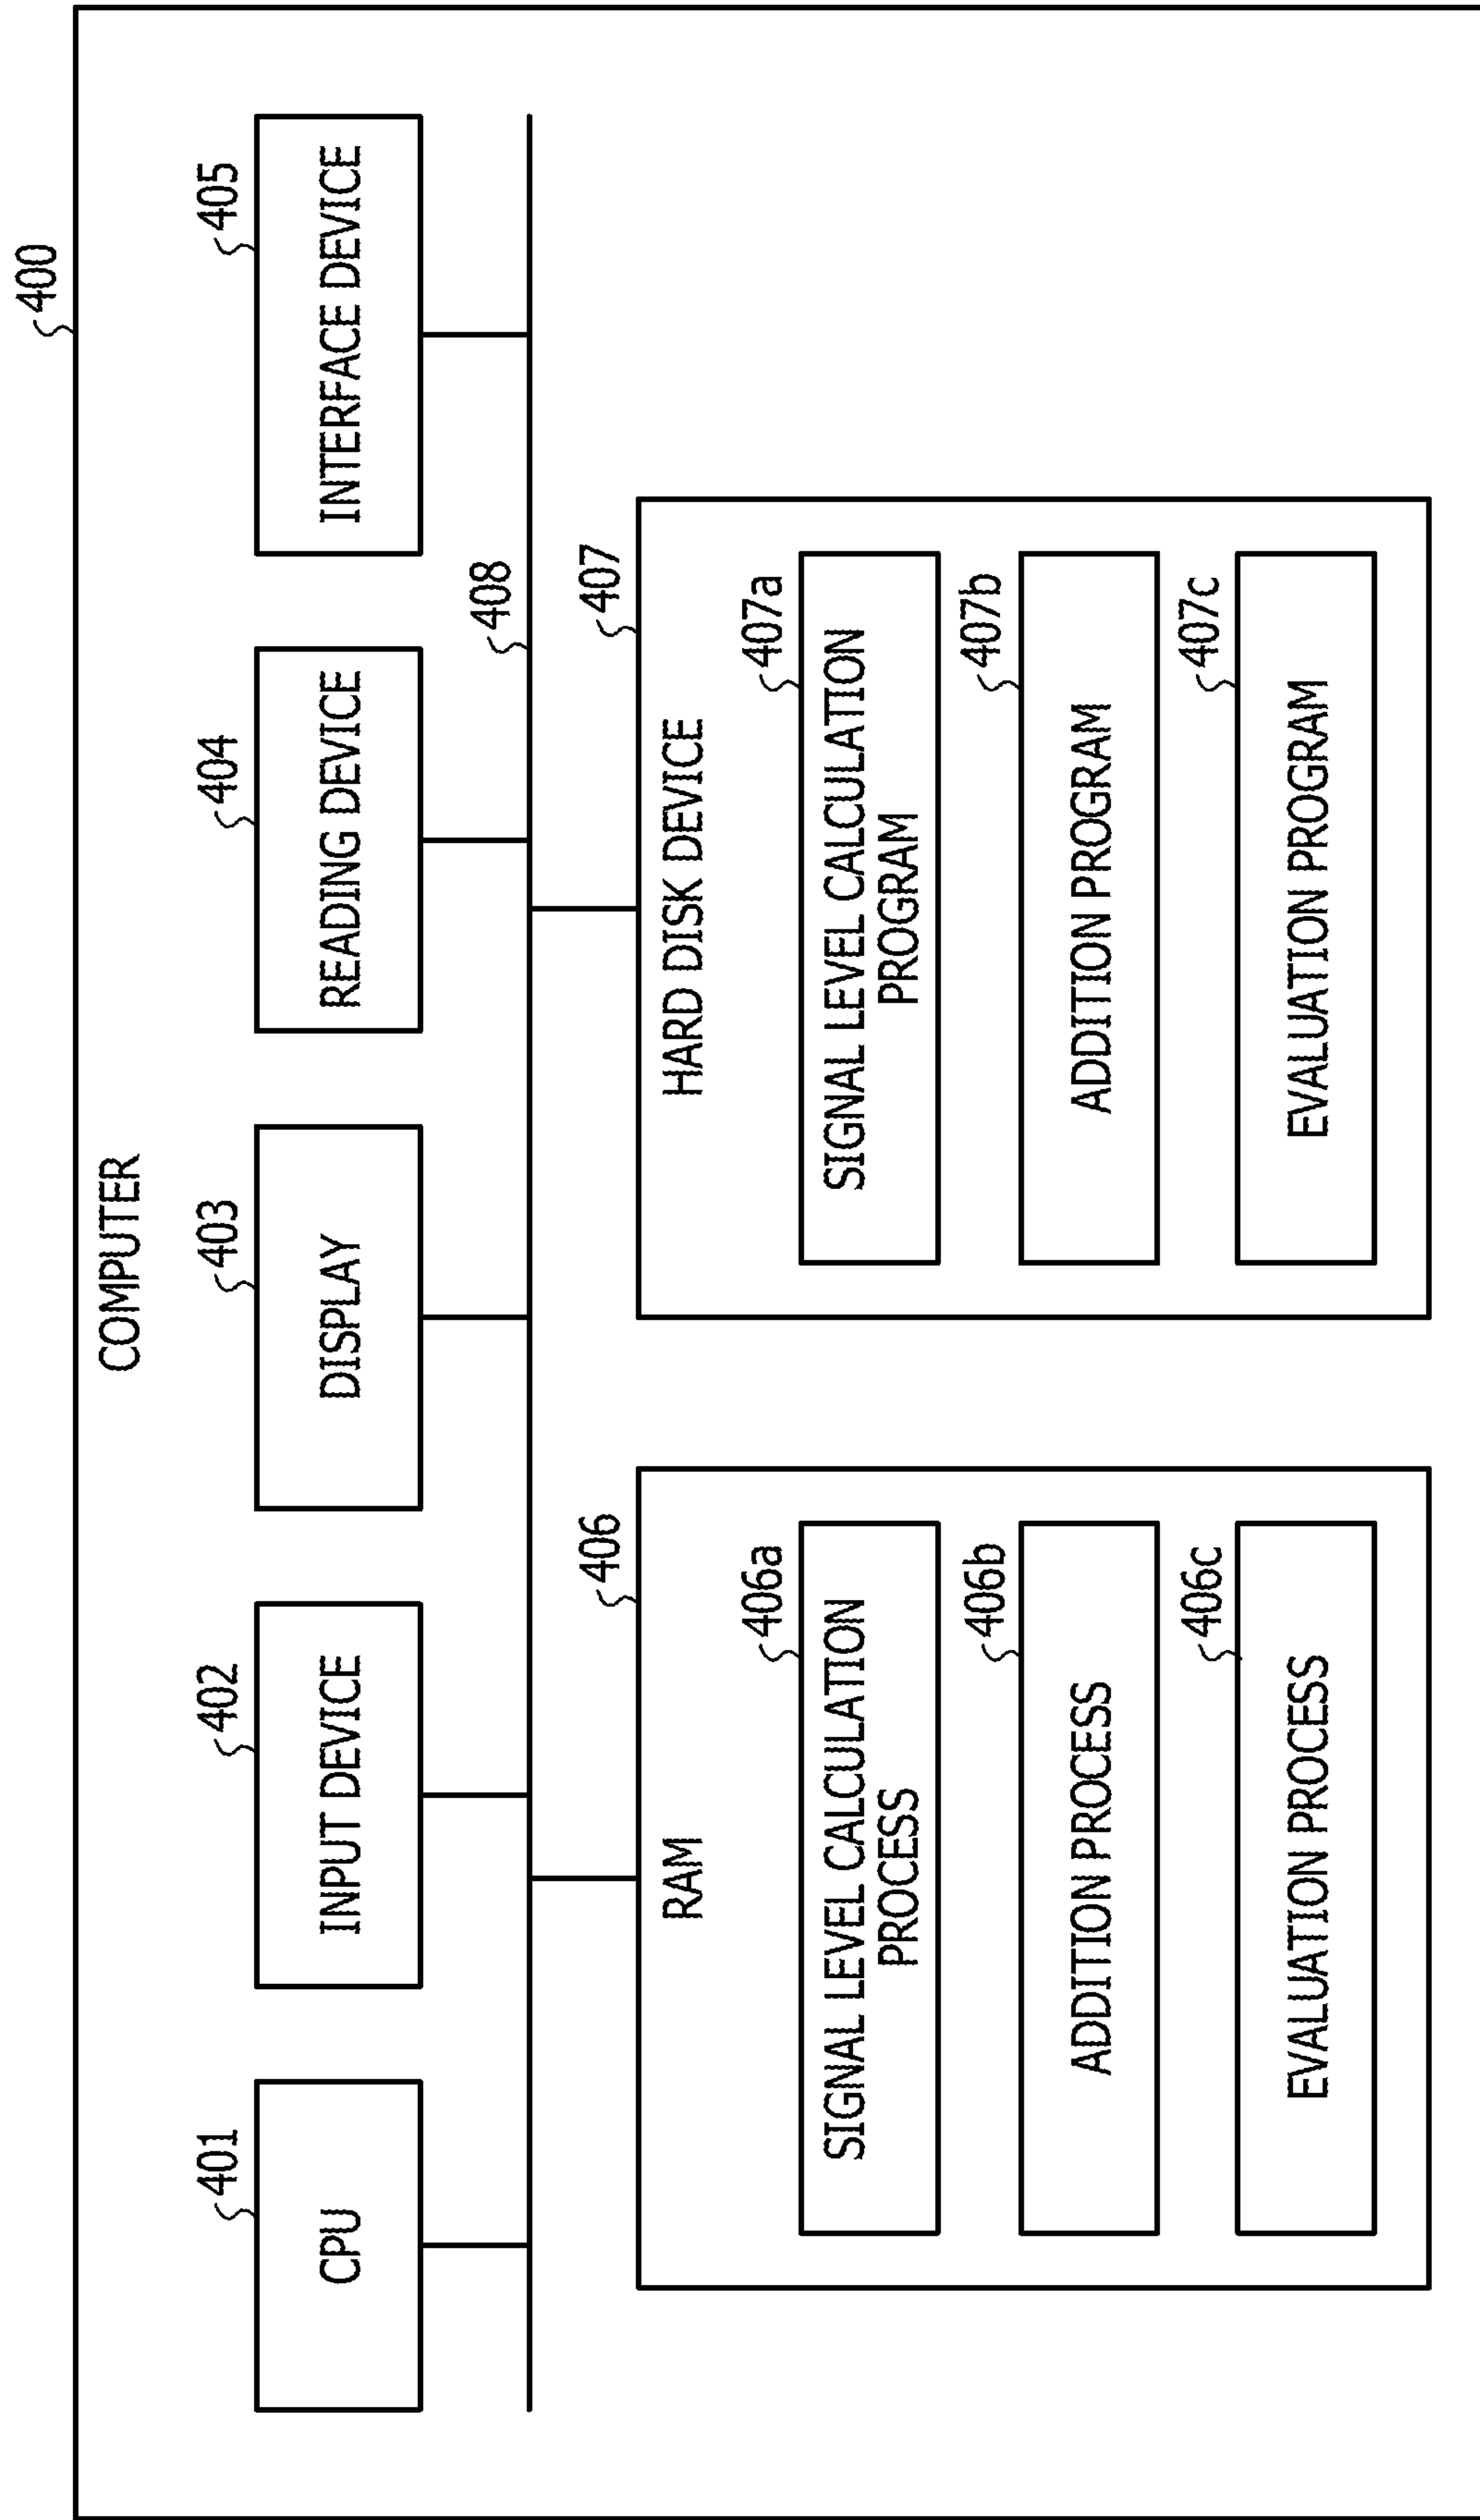 400
COMPUTER
401
CPU
402
INPUT DEVICE
403
DISPLAY
404
READING DEVICE
405
INTERFACE DEVICE
408
406
RAM
406a
SIGNAL LEVEL CALCULATION
PROCESS
406b
ADDITION PROCESS
406c
EVALUATION PROCESS
407
HARD DISK DEVICE
407a
SIGNAL LEVEL CALCULATION
PROGRAM
407b
ADDITION PROGRAM
407c
EVALUATION PROGRAM